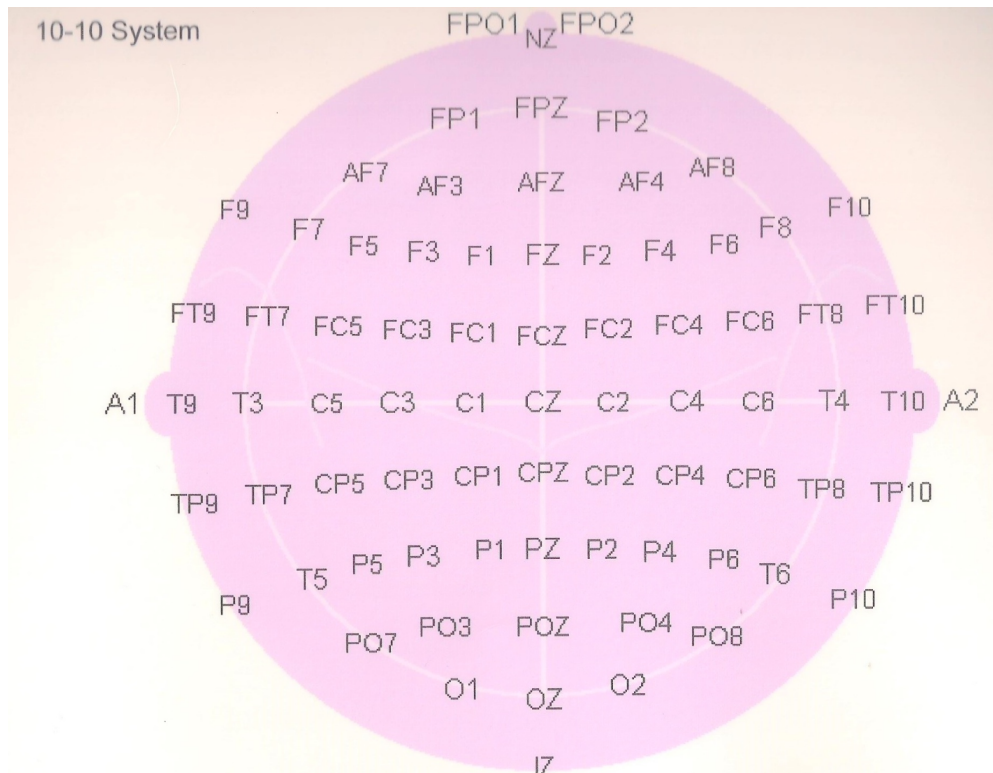 10-10 System
FPO1 FPO2
NZ
FP1 FPZ FP2
AF7 AF3 AFZ AF4 AF8
F9 F7 F5 F3 F1 FZ F2 F4 F6 F8 F10
FT9 FT7 FC5 FC3 FC1 FCZ FC2 FC4 FC6 FT8 FT10
A1 T9 T3 C5 C3 C1 CZ C2 C4 C6 T4 T10 A2
TP9 TP7 CP5 CP3 CP1 CPZ CP2 CP4 CP6 TP8 TP10
P9 T5 P5 P3 P1 PZ P2 P4 P6 T6 P10
PO7 PO3 POZ PO4 PO8
O1 OZ O2
IZ